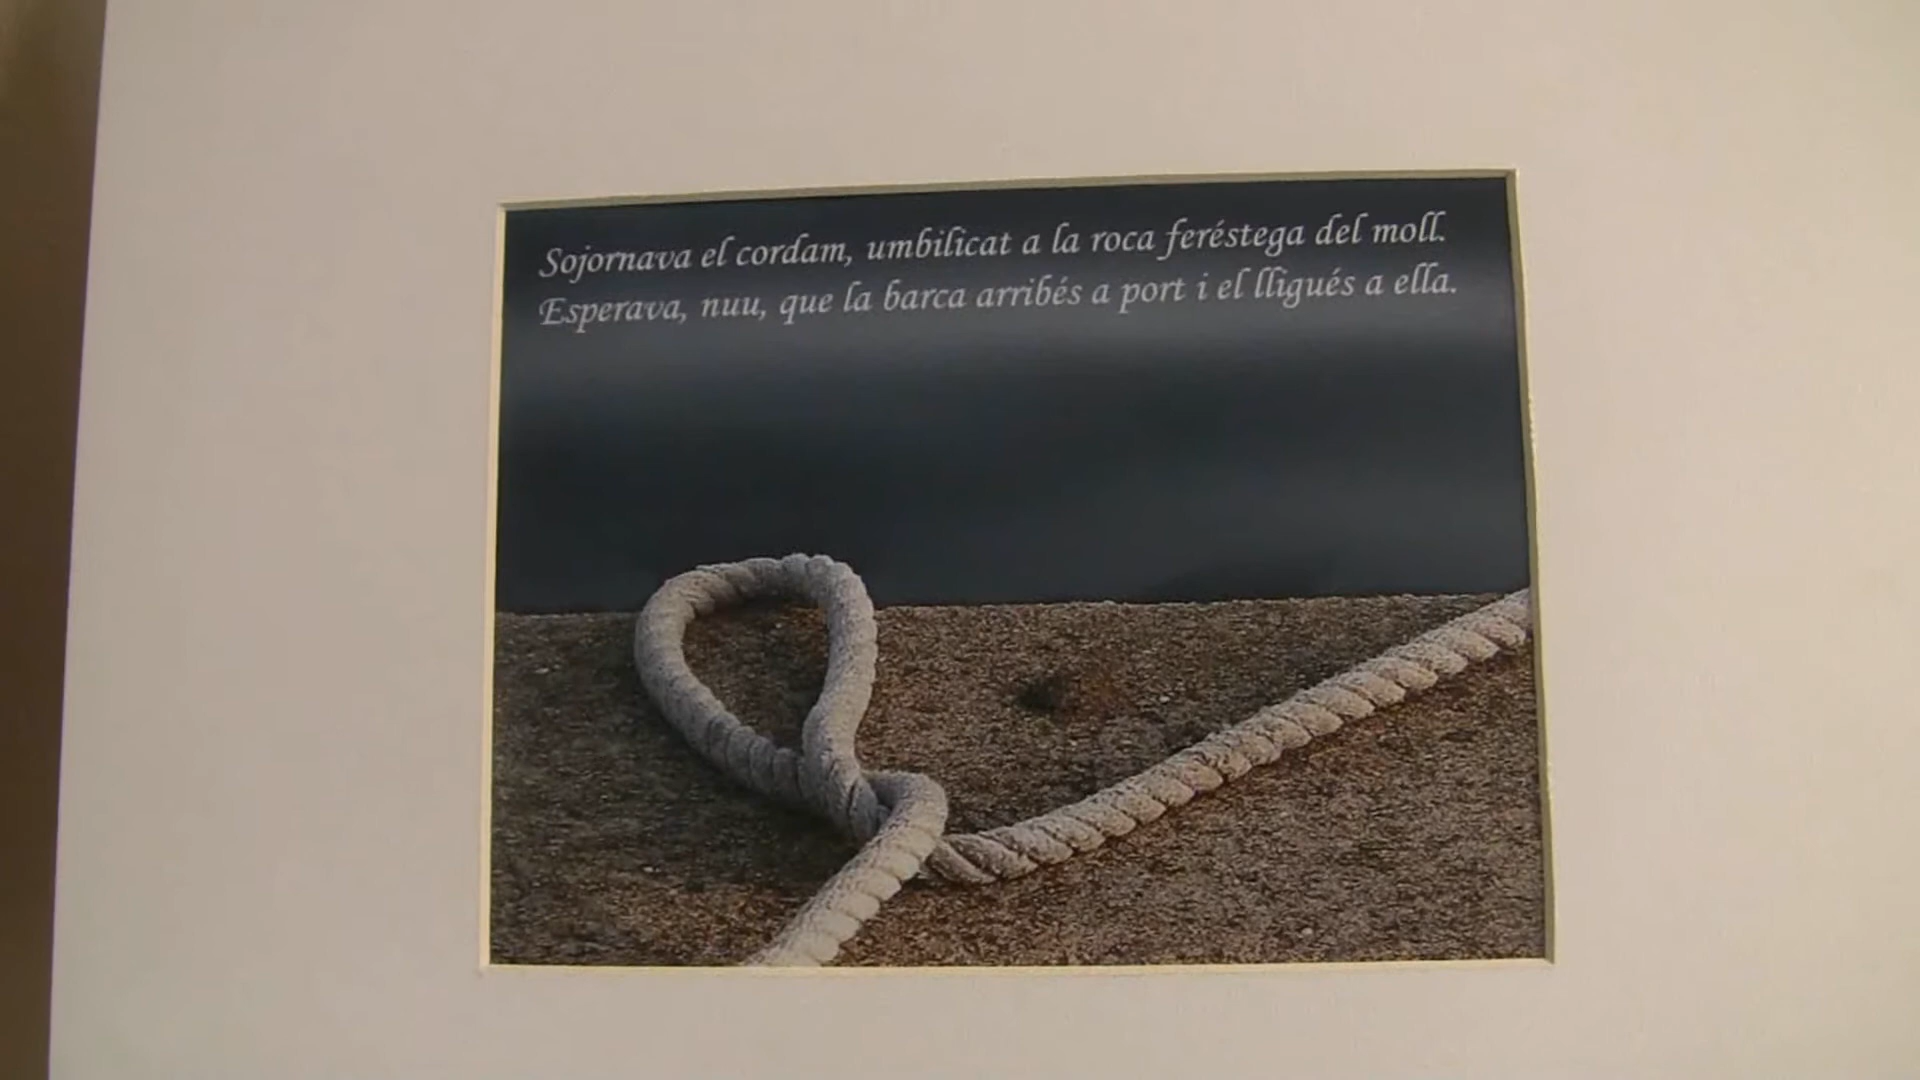 Sojornava el cordam, umbilicat a la roca feréstega del moll.
Esperava, nuu, que la barca arribés a port i el lligués a ella.